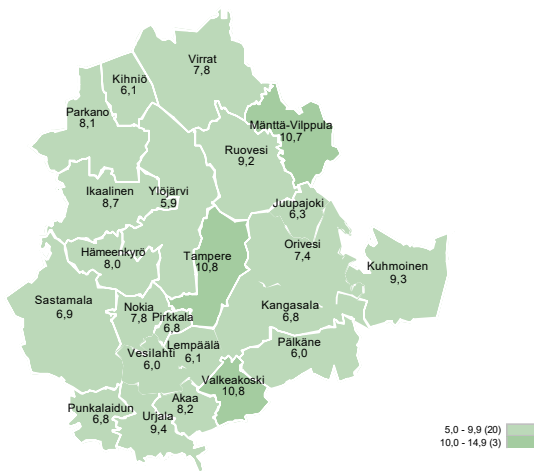 Virrat
7,8
Kihniö
6,1
Parkano
8,1
Mänttä-Vilppula
10,7
Ruovesi
9,2
Ikaalinen
8,7
Ylöjärvi
5,9
Juupajoki
6,3
Orivesi
7,4
Hämeenkyrö
8,0
Tampere
10,8
Kuhmoinen
9,3
Sastamala
6,9
Nokia
7,8
Pirkkala
6,8
Kangasala
6,8
Lempäälä
6,1
Vesilahti
6,0
Pälkäne
6,0
Valkeakoski
10,8
Akaa
8,2
Punkalaidun
6,8
Urjala
9,4
5,0 - 9,9 (20)
10,0 - 14,9 (3)